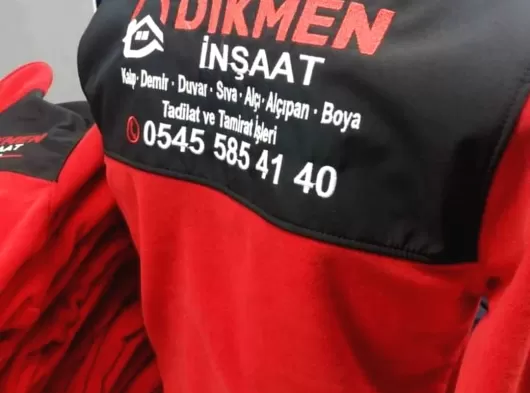 DİKMEN
İNŞAAT
Kalıp · Demir · Duvar · Sıva · Alçı · Alçıpan · Boya
Tadilat ve Tamirat İşleri
0545 585 41 40